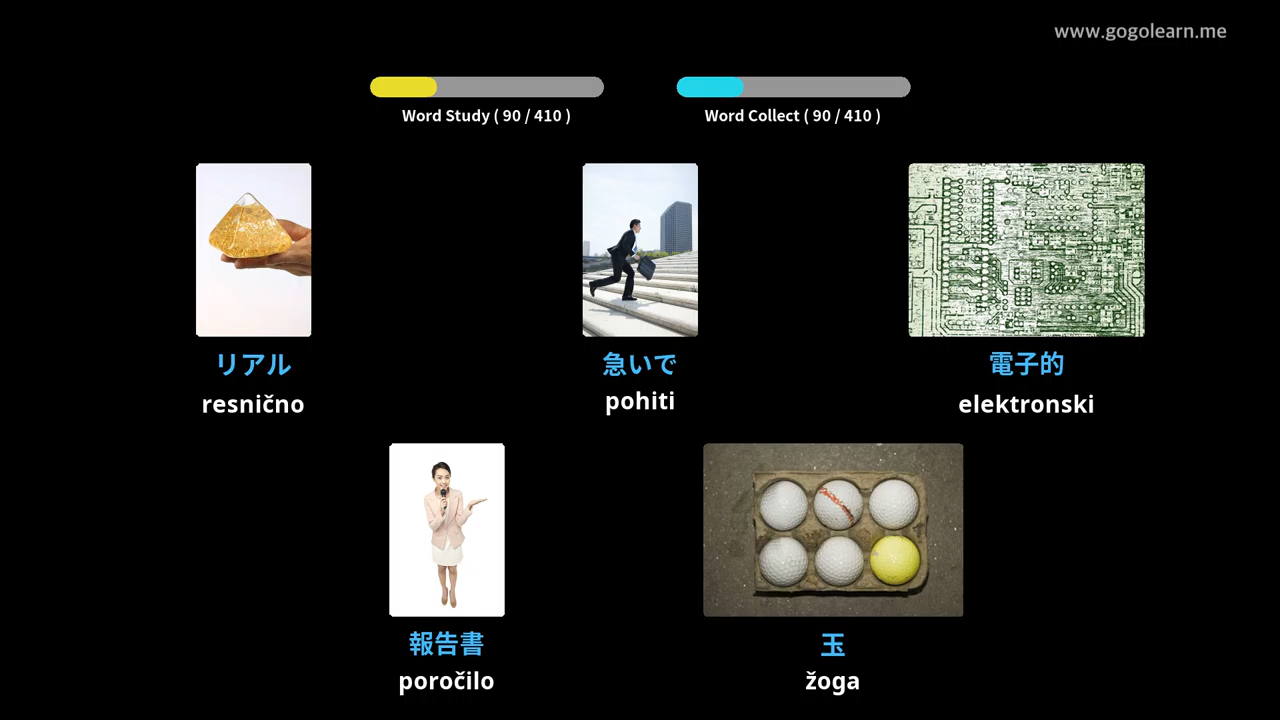 www.gogolearn.me
Word Study ( 90 / 410 )
Word Collect ( 90 / 410 )
リアル
resnično
急いで
pohiti
電子的
elektronski
報告書
poročilo
玉
žoga